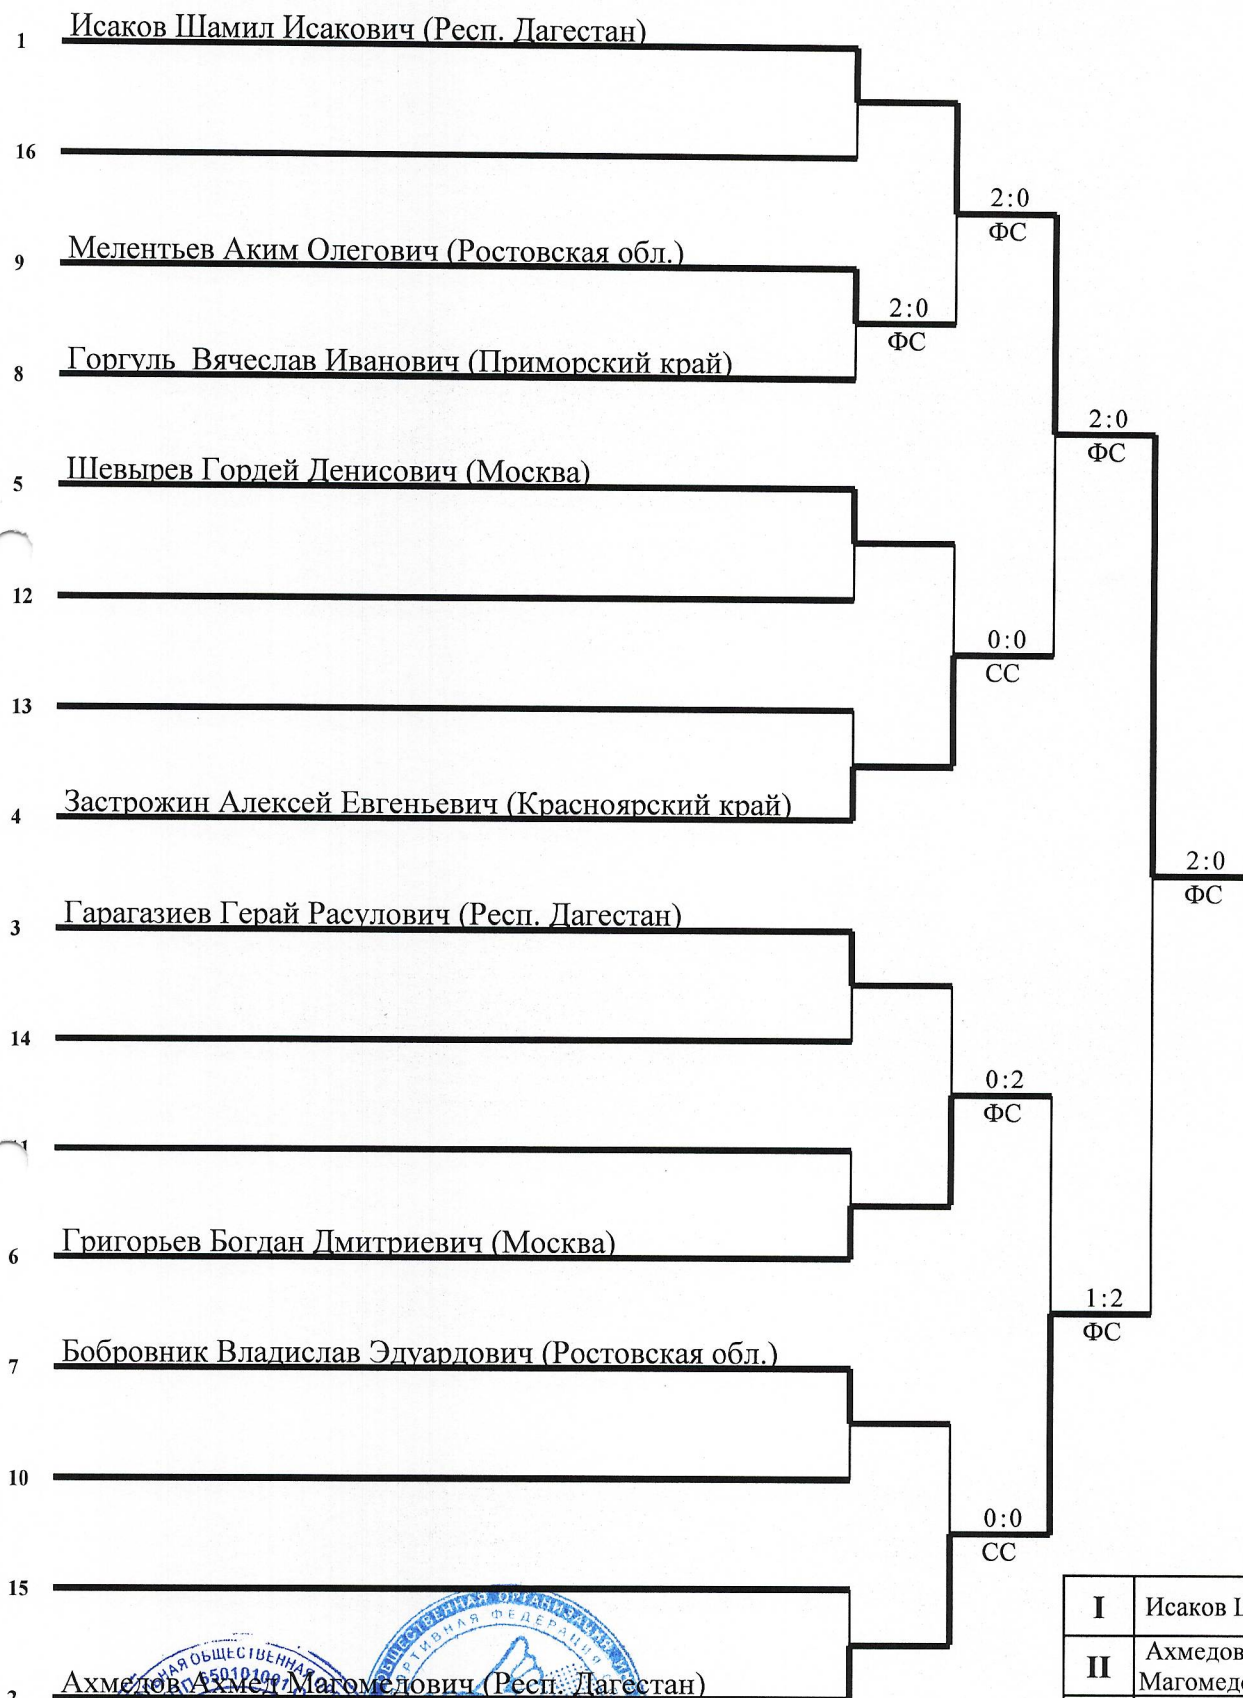 1 Исаков Шамил Исакович (Респ. Дагестан)
16
2:0
ФС
9 Мелентьев Аким Олегович (Ростовская обл.)
2:0
ФС
8 Горгуль Вячеслав Иванович (Приморский край)
2:0
ФС
5 Шевырев Гордей Денисович (Москва)
12
0:0
СС
13
4 Застрожин Алексей Евгеньевич (Красноярский край)
2:0
ФС
3 Гарагазиев Герай Расулович (Респ. Дагестан)
14
0:2
ФС
6 Григорьев Богдан Дмитриевич (Москва)
1:2
ФС
7 Бобровник Владислав Эдуардович (Ростовская обл.)
10
0:0
СС
15
I Исаков
II Ахмедов
Ахмедов Ахмед Магомедович (Респ. Дагестан)
ОБЩЕСТВЕННАЯ ОРГАНИЗАЦИЯ
ФЕДЕРАЦИЯ
ОБЩЕСТВЕННАЯ